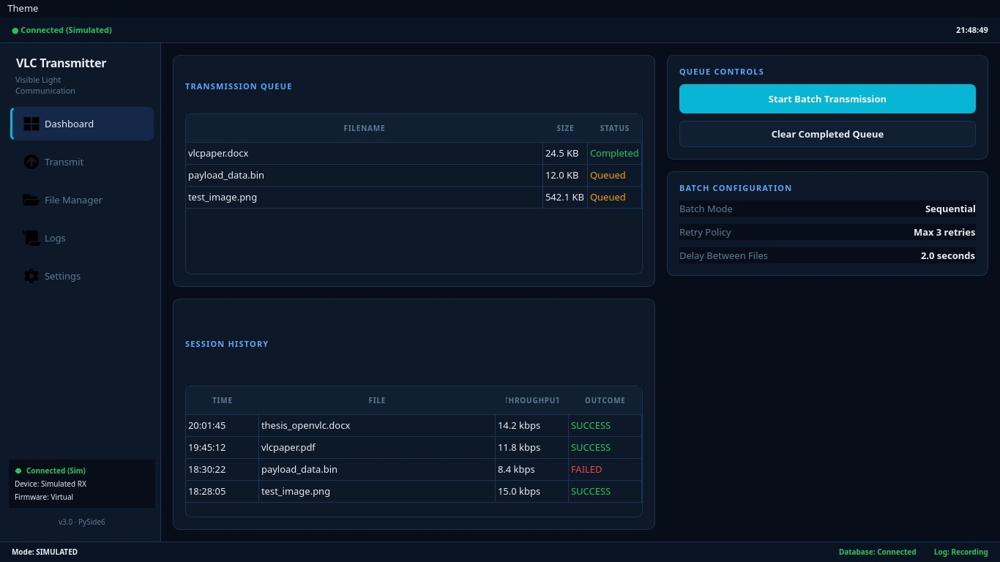 Theme
Connected (Simulated)
21:48:49
VLC Transmitter
Visible Light
Communication
Dashboard
Transmit
File Manager
Logs
Settings
Connected (Sim)
Device: Simulated RX
Firmware: Virtual
v3.0 · PySide6
TRANSMISSION QUEUE
FILENAME SIZE STATUS
vlcpaper.docx 24.5 KB Completed
payload_data.bin 12.0 KB Queued
test_image.png 542.1 KB Queued
SESSION HISTORY
TIME FILE THROUGHPUT OUTCOME
20:01:45 thesis_openvlc.docx 14.2 kbps SUCCESS
19:45:12 vlcpaper.pdf 11.8 kbps SUCCESS
18:30:22 payload_data.bin 8.4 kbps FAILED
18:28:05 test_image.png 15.0 kbps SUCCESS
QUEUE CONTROLS
Start Batch Transmission
Clear Completed Queue
BATCH CONFIGURATION
Batch Mode Sequential
Retry Policy Max 3 retries
Delay Between Files 2.0 seconds
Mode: SIMULATED
Database: Connected
Log: Recording